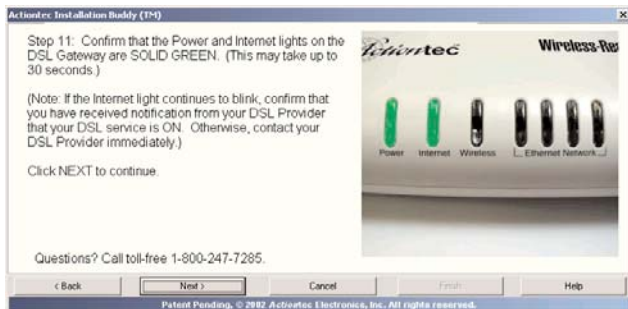 Actiontec Installation Buddy (TM)
Step 11: Confirm that the Power and Internet lights on the
DSL Gateway are SOLID GREEN. (This may take up to
30 seconds.)
(Note: If the Internet light continues to blink, confirm that
you have received notification from your DSL Provider
that your DSL service is ON. Otherwise, contact your
DSL Provider immediately.)
Click NEXT to continue.
Questions? Call toll-free 1-800-247-7285.
Actiontec
Wireless-Rea
Power Internet Wireless Ethernet Network
< Back Next > Cancel Finish Help
Patent Pending, © 2002 Actiontec Electronics, Inc. All rights reserved.